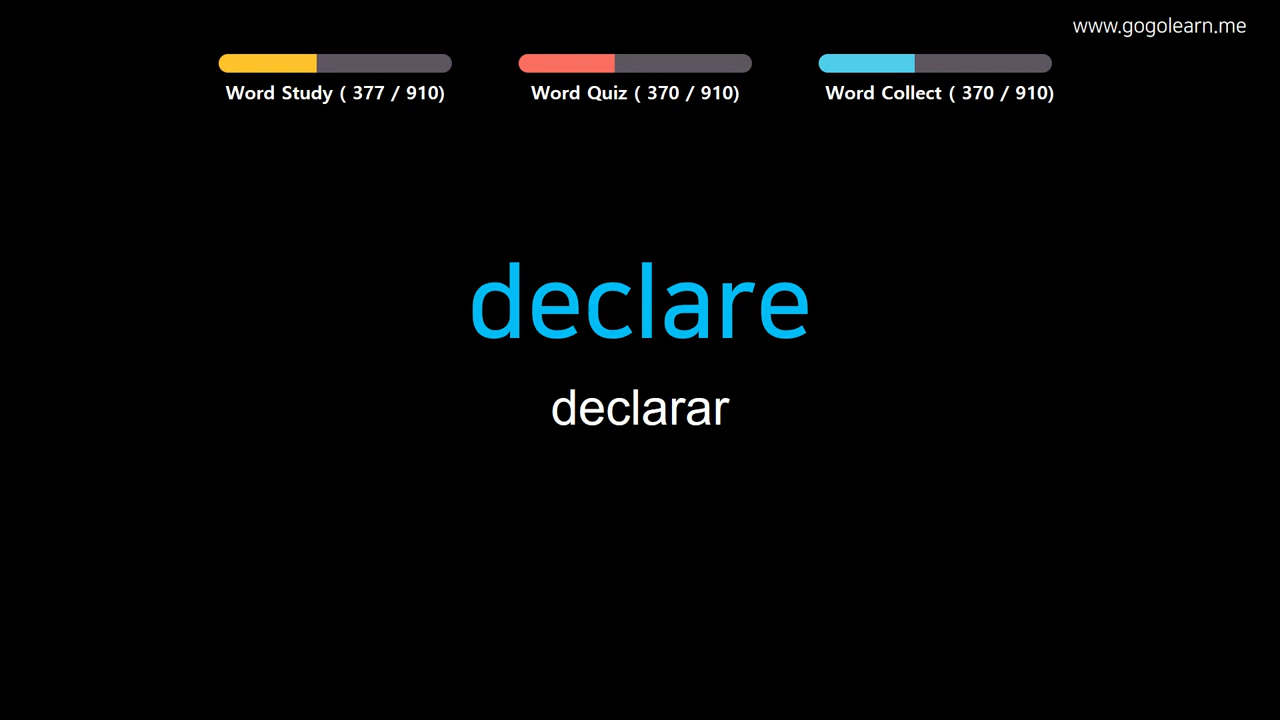 www.gogolearn.me
Word Study ( 377 / 910)
Word Quiz ( 370 / 910)
Word Collect ( 370 / 910)
declare
declarar